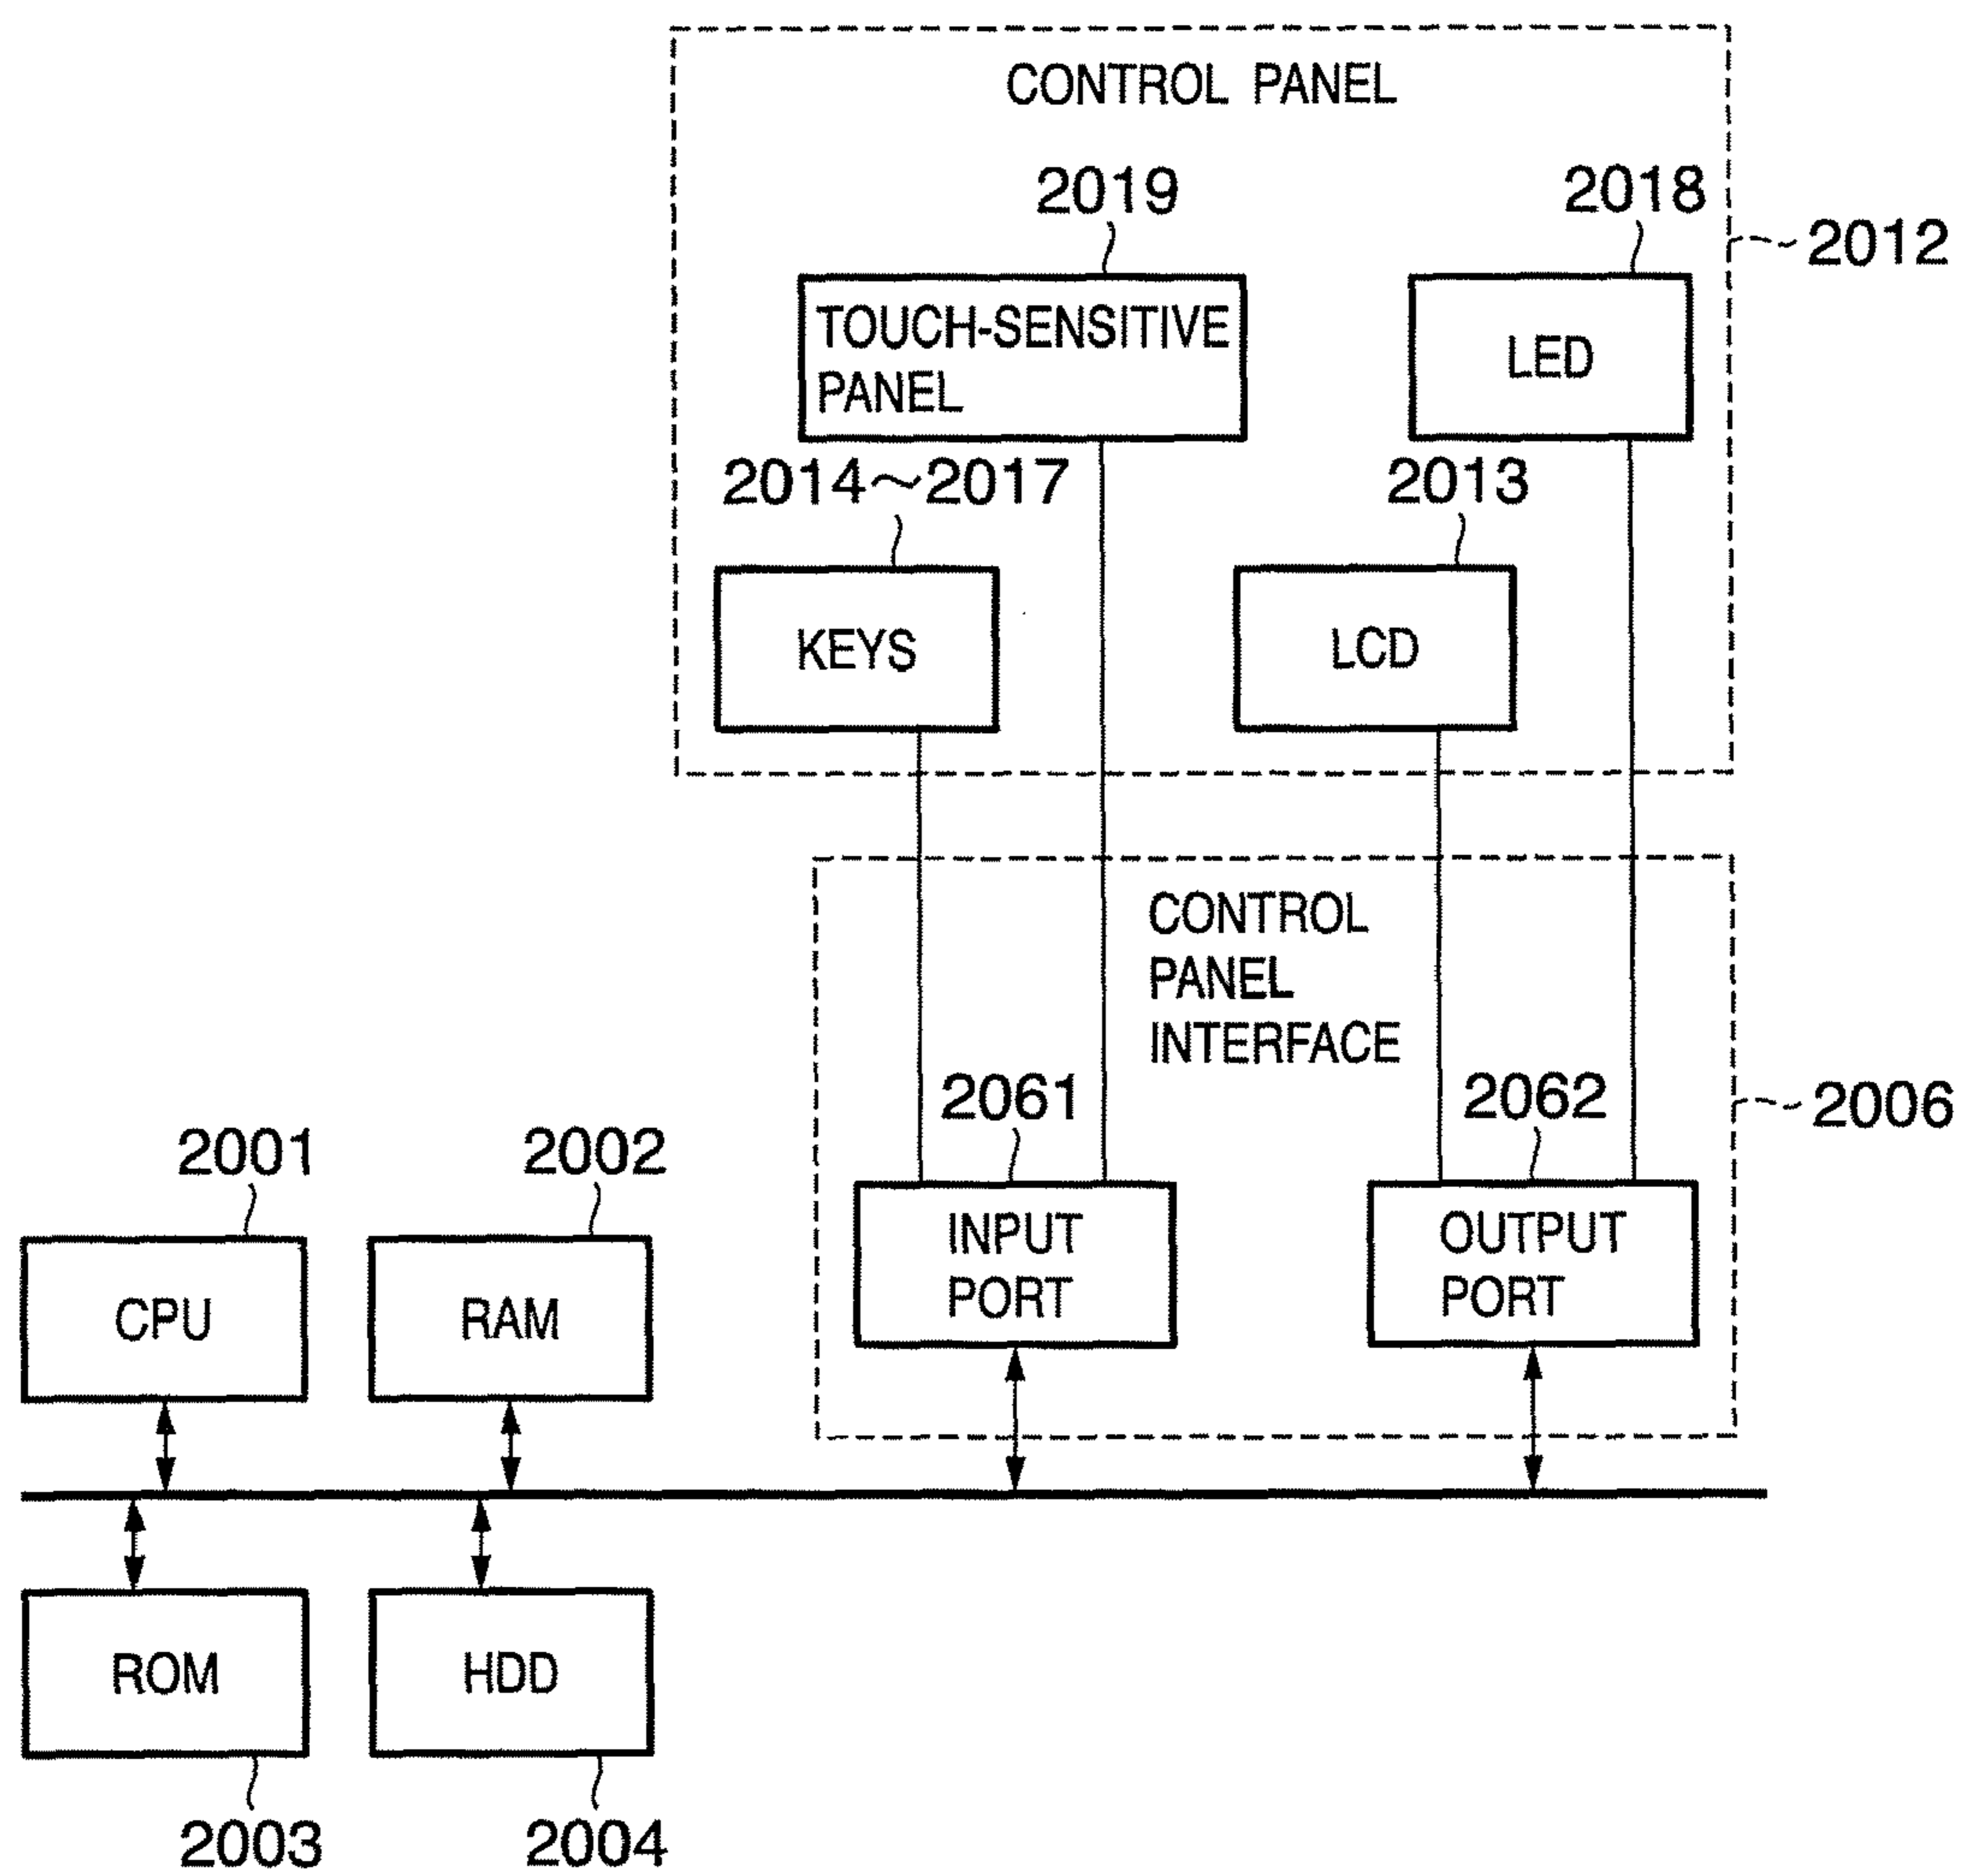 CONTROL PANEL
2019
2018
2012
TOUCH-SENSITIVE
PANEL
LED
2014~2017
2013
KEYS
LCD
CONTROL
PANEL
INTERFACE
2061
2062
2006
2001
2002
INPUT
PORT
OUTPUT
PORT
CPU
RAM
ROM
HDD
2003
2004